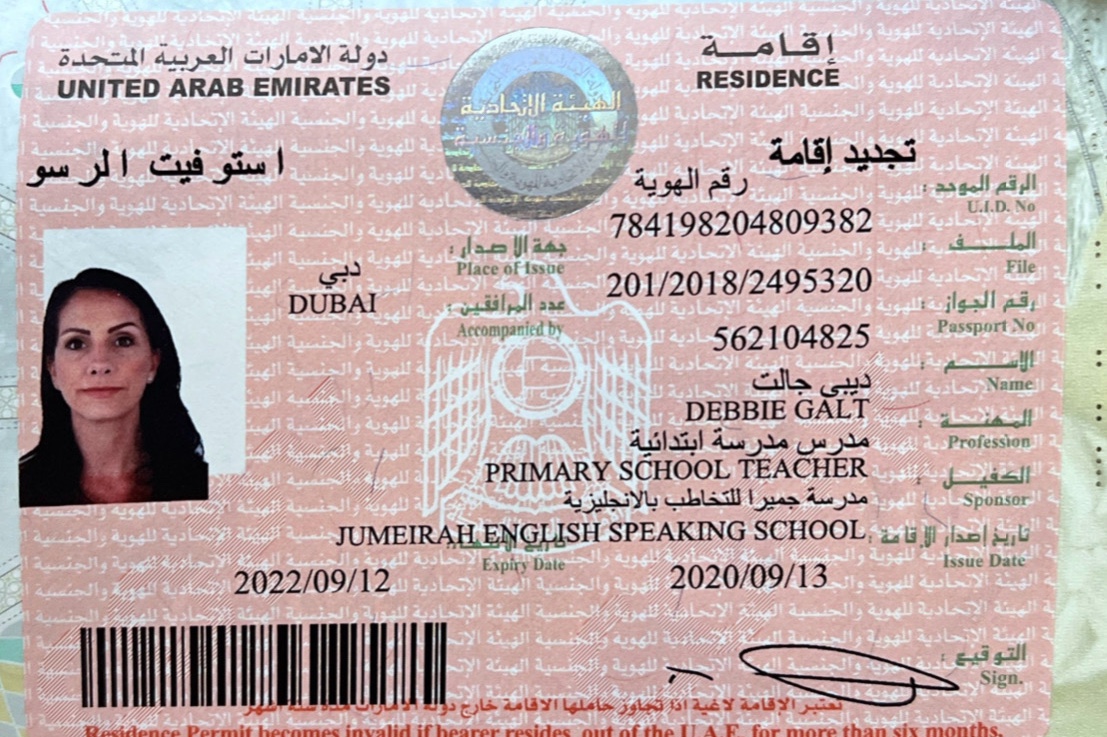 دولة الامارات العربية المتحدة
UNITED ARAB EMIRATES
إقامة
RESIDENCE
الهيئة الاتحادية
للهوية والجنسية
استوفيت الرسو
تجديد إقامة
رقم الهوية
الرقم الموحد :
U.I.D. No
784198204809382
جهة الاصدار :
Place of Issue
دبي
DUBAI
الملف :
File
201/2018/2495320
عدد المرافقين :
Accompanied by
رقم الجواز :
Passport No
562104825
الاسم :
Name
ديبي جالت
DEBBIE GALT
المهنة :
Profession
مدرس مدرسة ابتدائية
PRIMARY SCHOOL TEACHER
الكفيل :
Sponsor
مدرسة جميرا للتخاطب بالانجليزية
JUMEIRAH ENGLISH SPEAKING SCHOOL
تاريخ إصدار الإقامة :
Issue Date
2020/09/13
Expiry Date
2022/09/12
التوقيع :
Sign.
تعتبر الإقامة لاغية اذا تجاوز حاملها الاقامة خارج دولة الامارات مدة ستة اشهر
Residence Permit becomes invalid if bearer resides out of the U.A.E. for more than six months.